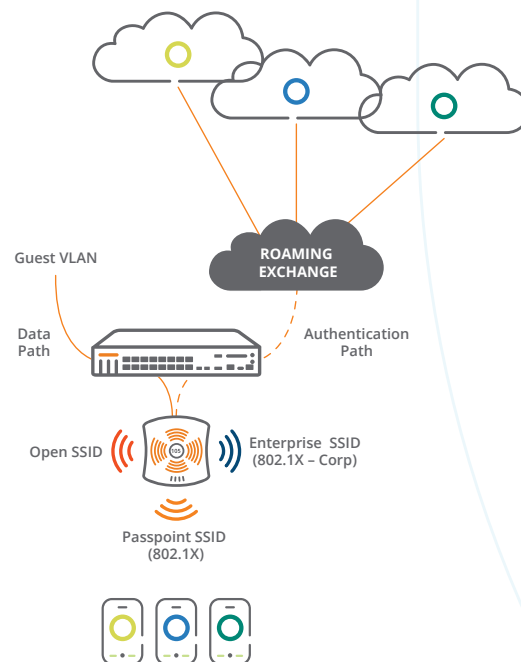 ROAMING
EXCHANGE
Guest VLAN
Data
Path
Authentication
Path
Open SSID
105
Enterprise SSID
(802.1X – Corp)
Passpoint SSID
(802.1X)